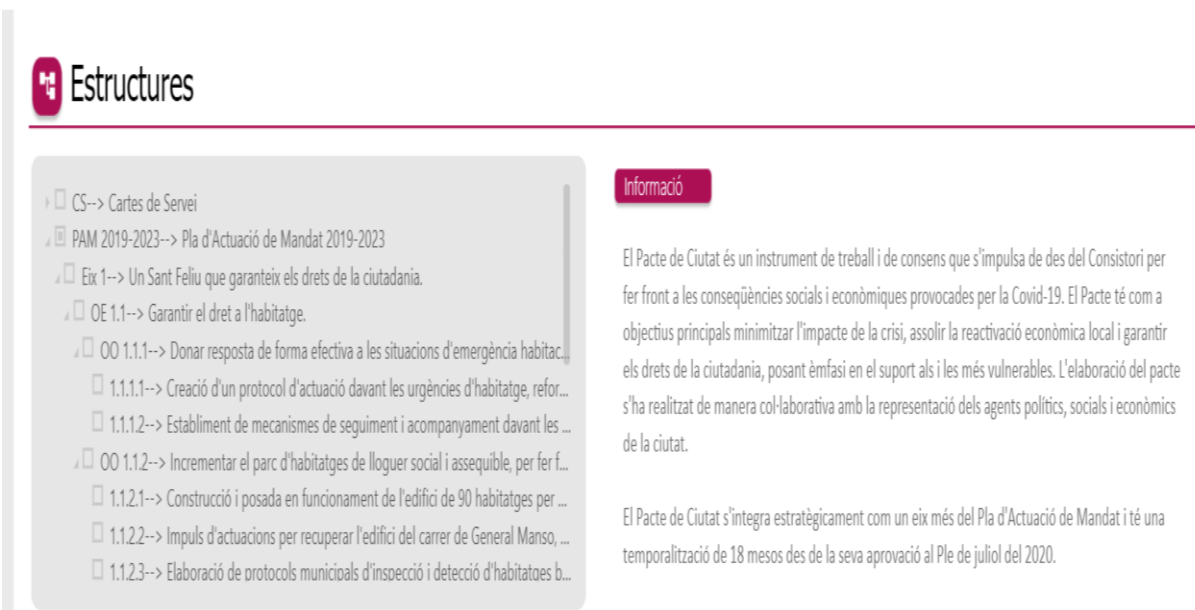 Estructures
CS--> Cartes de Servei
PAM 2019-2023--> Pla d'Actuació de Mandat 2019-2023
Eix 1--> Un Sant Feliu que garanteix els drets de la ciutadania.
OE 1.1--> Garantir el dret a l'habitatge.
OO 1.1.1--> Donar resposta de forma efectiva a les situacions d'emergència habitac...
1.1.1.1--> Creació d'un protocol d'actuació davant les urgències d'habitatge, refor...
1.1.1.2--> Establiment de mecanismes de seguiment i acompanyament davant les ...
OO 1.1.2--> Incrementar el parc d'habitatges de lloguer social i assequible, per fer f...
1.1.2.1--> Construcció i posada en funcionament de l'edifici de 90 habitatges per ...
1.1.2.2--> Impuls d'actuacions per recuperar l'edifici del carrer de General Manso, ...
1.1.2.3--> Elaboració de protocols municipals d'inspecció i detecció d'habitatges b...
Informació
El Pacte de Ciutat és un instrument de treball i de consens que s'impulsa de des del Consistori per
fer front a les conseqüències socials i econòmiques provocades per la Covid-19. El Pacte té com a
objectius principals minimitzar l'impacte de la crisi, assolir la reactivació econòmica local i garantir
els drets de la ciutadania, posant èmfasi en el suport als i les més vulnerables. L'elaboració del pacte
s'ha realitzat de manera col·laborativa amb la representació dels agents polítics, socials i econòmics
de la ciutat.
El Pacte de Ciutat s'integra estratègicament com un eix més del Pla d'Actuació de Mandat i té una
temporalització de 18 mesos des de la seva aprovació al Ple de juliol del 2020.